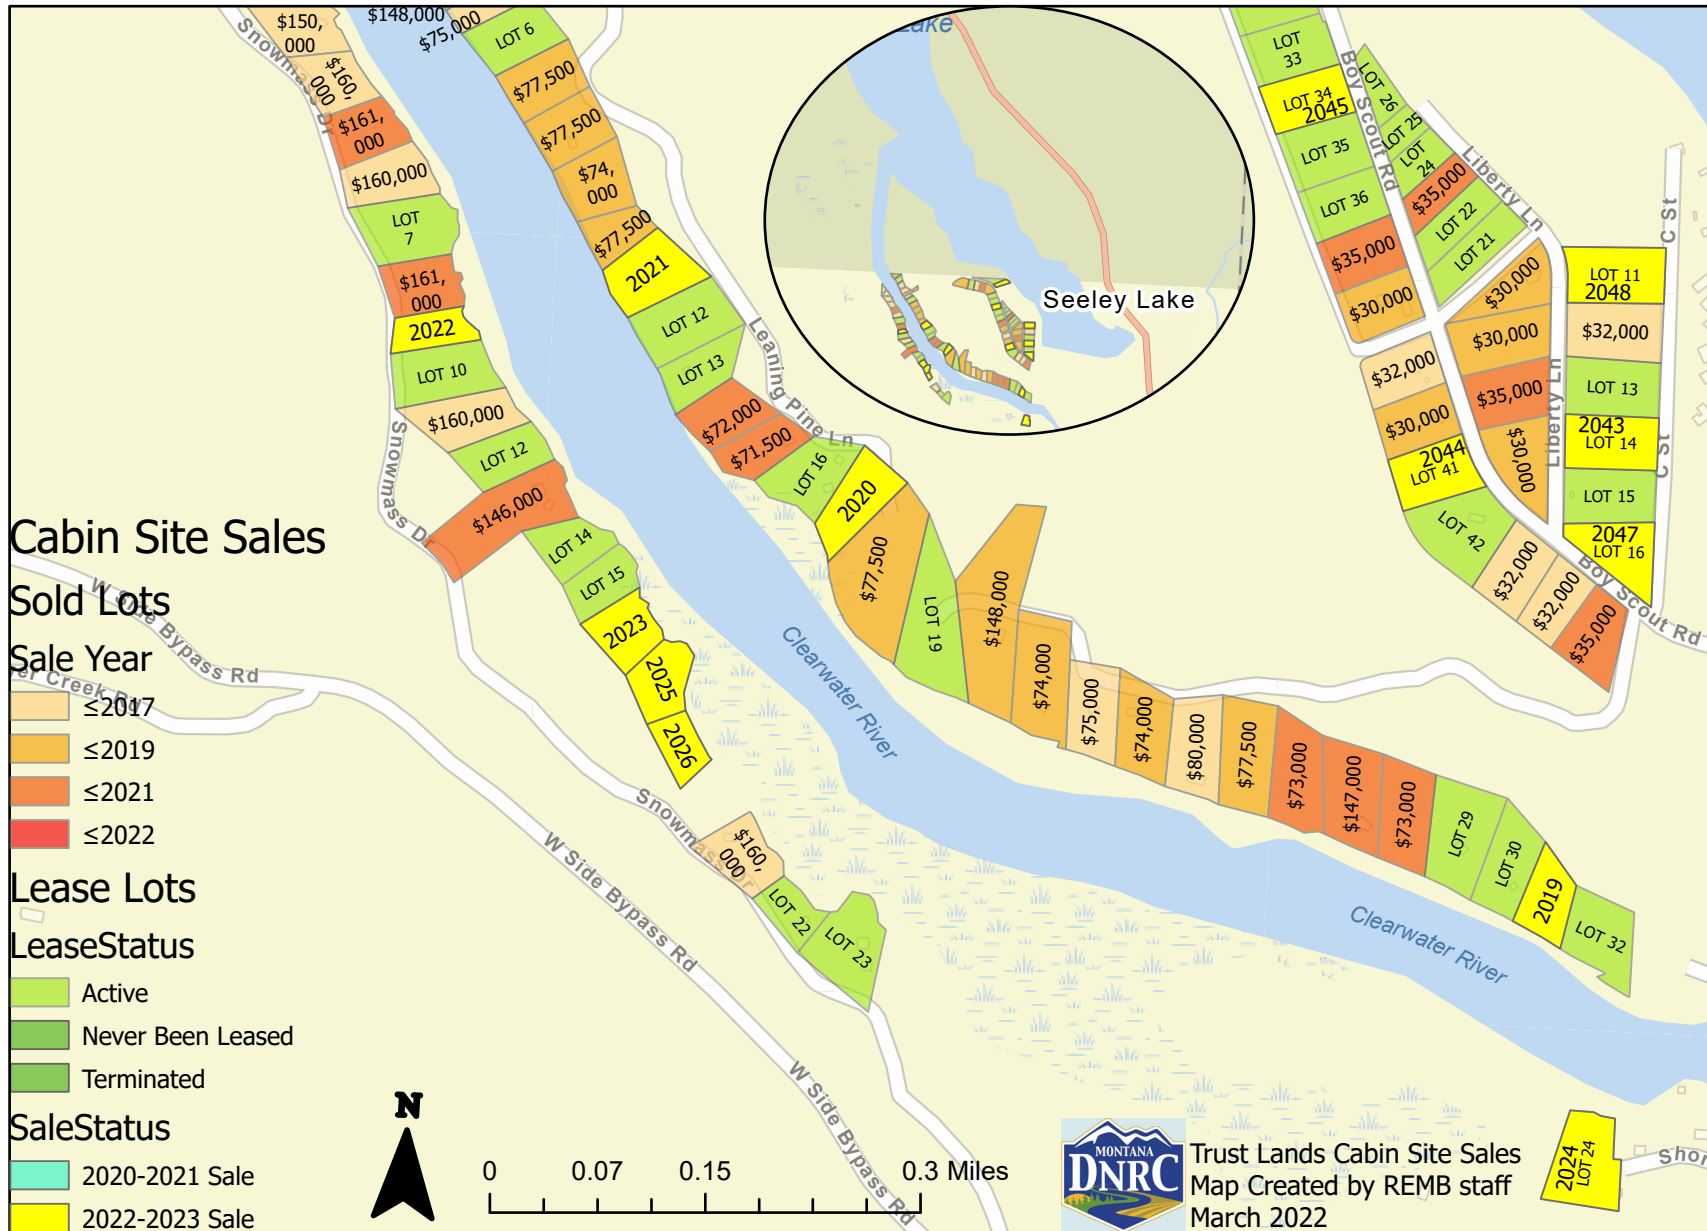 $150,
000
$160,
000
Snowmass Dr
$161,
000
$160,000
LOT
7
$161,
000
2022
LOT 10
$160,000
LOT 12
$146,000
Snowmass Dr
LOT 14
LOT 15
2023
2025
2026
$148,000
$75,000
LOT 6
$77,500
$77,500
$74,
000
$77,500
2021
LOT 12
LOT 13
$72,000
$71,500
LOT 16
2020
Leaning Pine Ln
$77,500
LOT 19
$148,000
$74,000
$75,000
$74,000
$80,000
$77,500
$73,000
$147,000
$73,000
LOT 29
LOT 30
2019
LOT 32
Lake
Seeley Lake
LOT
33
LOT 34
2045
LOT 35
LOT 36
$35,000
$30,000
Boy Scout Rd
LOT 26
LOT 25
LOT
24
$35,000
LOT 22
LOT 21
Liberty Ln
$30,000
$30,000
$35,000
$30,000
Liberty Ln
$32,000
$30,000
2044
LOT 41
LOT 42
$32,000
$32,000
$35,000
Boy Scout Rd
LOT 11
2048
$32,000
LOT 13
2043
LOT 14
LOT 15
2047
LOT 16
C St
C St
Clearwater River
Clearwater River
Snowmass Dr
$160,
000
LOT 22
LOT 23
W Side Bypass Rd
W Side Bypass Rd
W Side Bypass Rd
er Creek Rd
2024
LOT 24
Shor
Cabin Site Sales
Sold Lots
Sale Year
≤2017
≤2019
≤2021
≤2022
Lease Lots
LeaseStatus
Active
Never Been Leased
Terminated
SaleStatus
2020-2021 Sale
2022-2023 Sale
N
0 0.07 0.15 0.3 Miles
MONTANA
DNRC
Trust Lands Cabin Site Sales
Map Created by REMB staff
March 2022